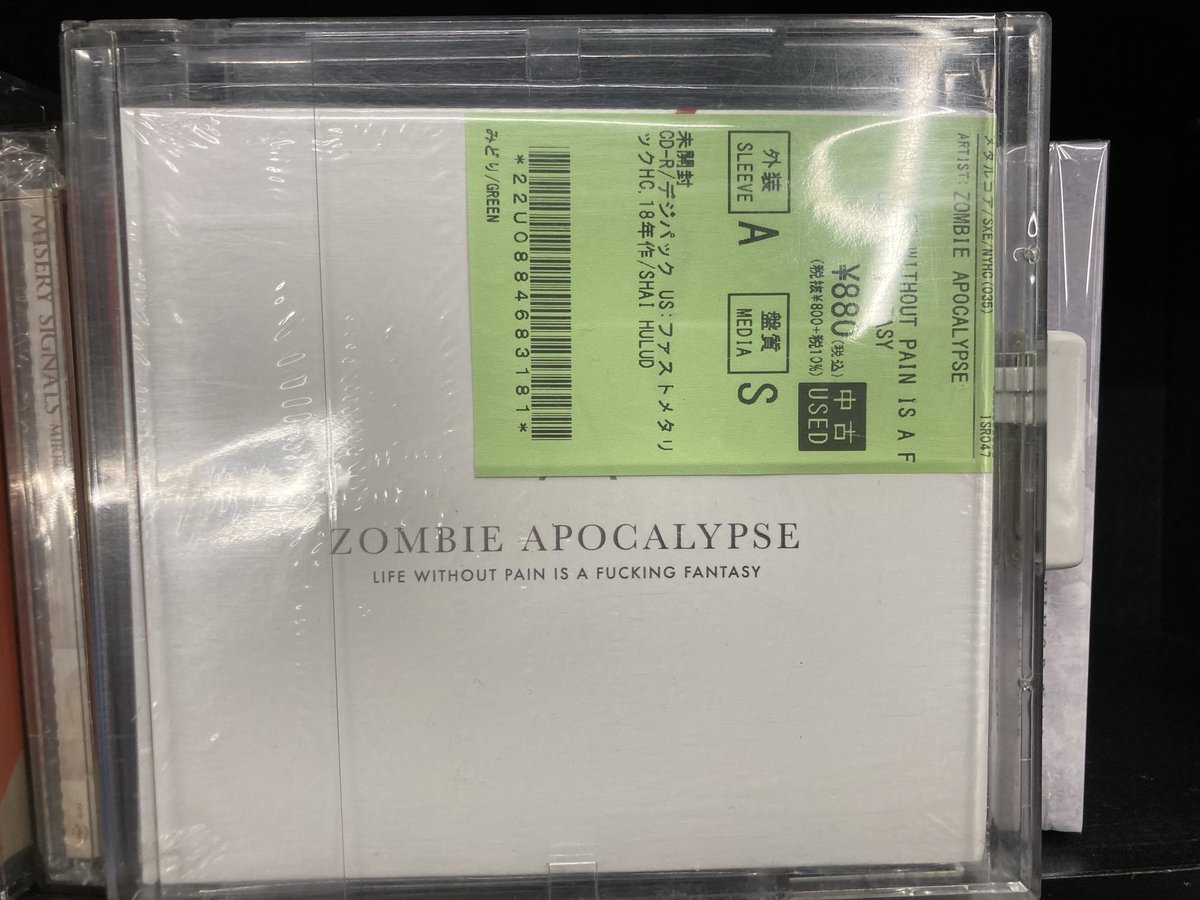 メタルコア/SXE/NYHC(035)
1SR047
ARTIST: ZOMBIE APOCALYPSE
WITHOUT PAIN IS A F
ASY
¥880(税込)
(税抜¥800+税10%)
中古
USED
外装
SLEEVE
A
盤質
MEDIA
S
未開封
CD-R/デジパック US:ファストメタリ
ックHC, 18年作/SHAI HULUD
*22U088468318​1*
みどり/GREEN
ZOMBIE APOCALYPSE
LIFE WITHOUT PAIN IS A FUCKING FANTASY
MISERY SIGNALS